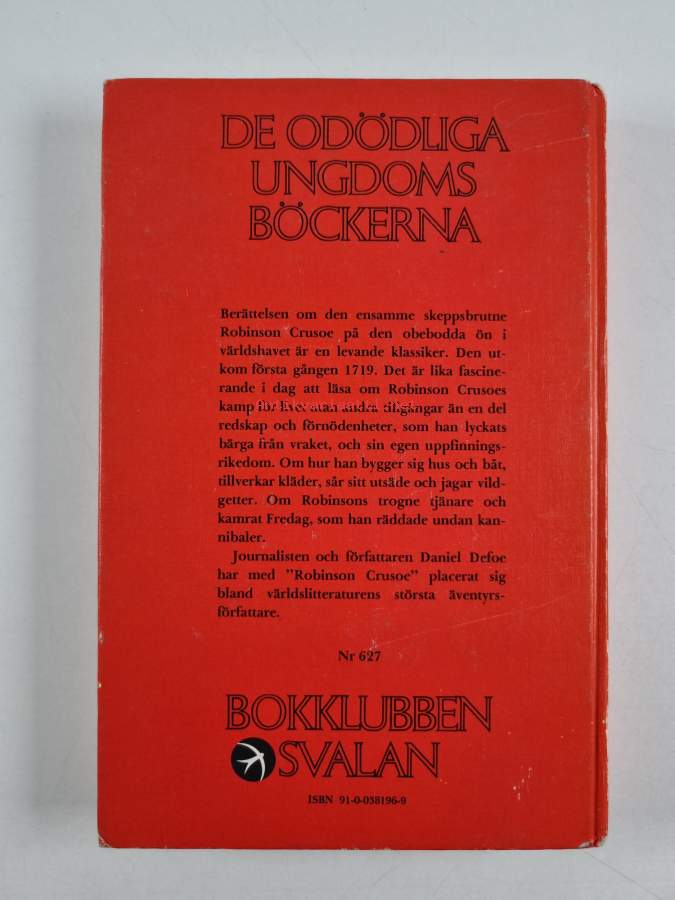 DE ODÖDLIGA
UNGDOMS
BÖCKERNA
Berättelsen om den ensamme skeppsbrutne
Robinson Crusoe på den obebodda ön i
världshavet är en levande klassiker. Den ut-
kom första gången 1719. Det är lika fascine-
rande i dag att läsa om Robinson Crusoes
kamp för livet utan andra tillgångar än en del
redskap och förnödenheter, som han lyckats
bärga från vraket, och sin egen uppfinnings-
rikedom. Om hur han bygger sig hus och båt,
tillverkar kläder, sår sitt utsäde och jagar vild-
getter. Om Robinsons trogne tjänare och
kamrat Fredag, som han räddade undan kan-
nibaler.
Journalisten och författaren Daniel Defoe
har med ”Robinson Crusoe” placerat sig
bland världslitteraturens största äventyrs-
författare.
Nr 627
BOKKLUBBEN
SVALAN
ISBN 91-0-038196-9